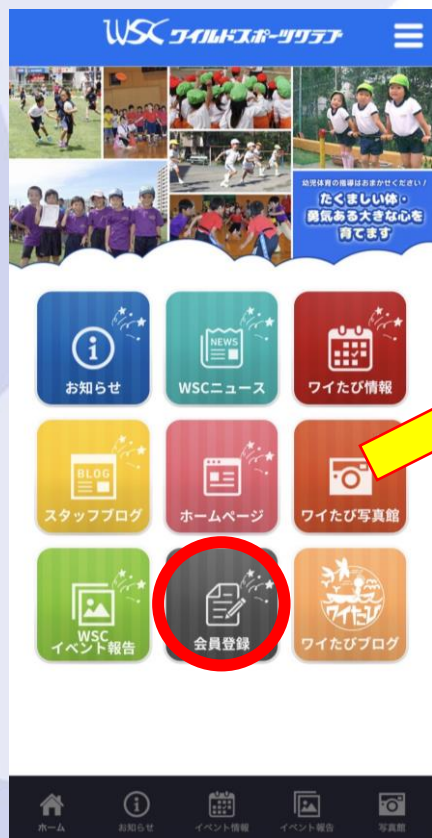 WSC ワイルドスポーツクラブ
幼児体育の指導はおまかせください！
たくましい体・
勇気ある大きな心を
育てます
お知らせ
NEWS
WSCニュース
ワイたび情報
BLOG
スタッフブログ
ホームページ
ワイたび写真館
WSC
イベント報告
会員登録
ワイたび
ワイたびブログ
ホーム
お知らせ
イベント情報
イベント報告
写真館